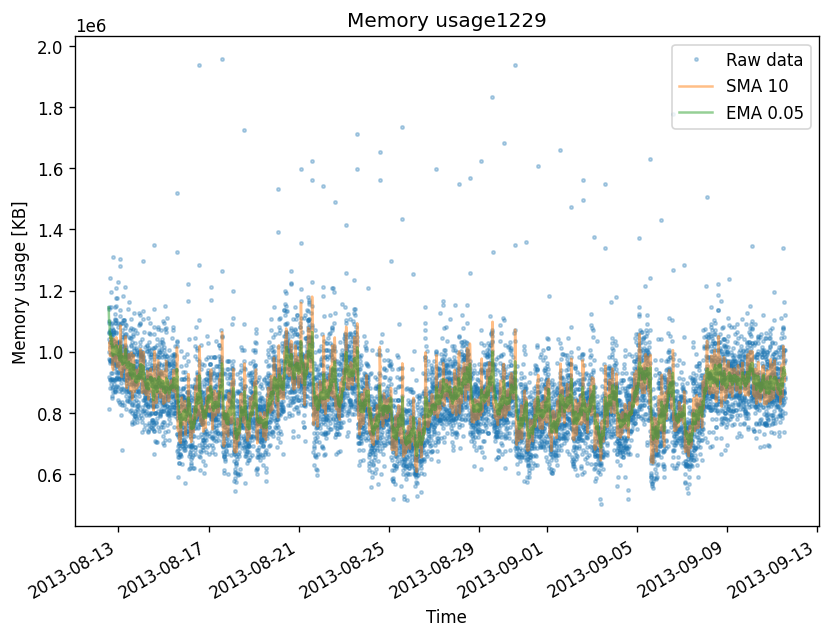 Memory usage1229
1e6
2.0
1.8
1.6
1.4
1.2
1.0
0.8
0.6
Memory usage [KB]
Raw data
SMA 10
EMA 0.05
2013-08-13
2013-08-17
2013-08-21
2013-08-25
2013-08-29
2013-09-01
2013-09-05
2013-09-09
2013-09-13
Time